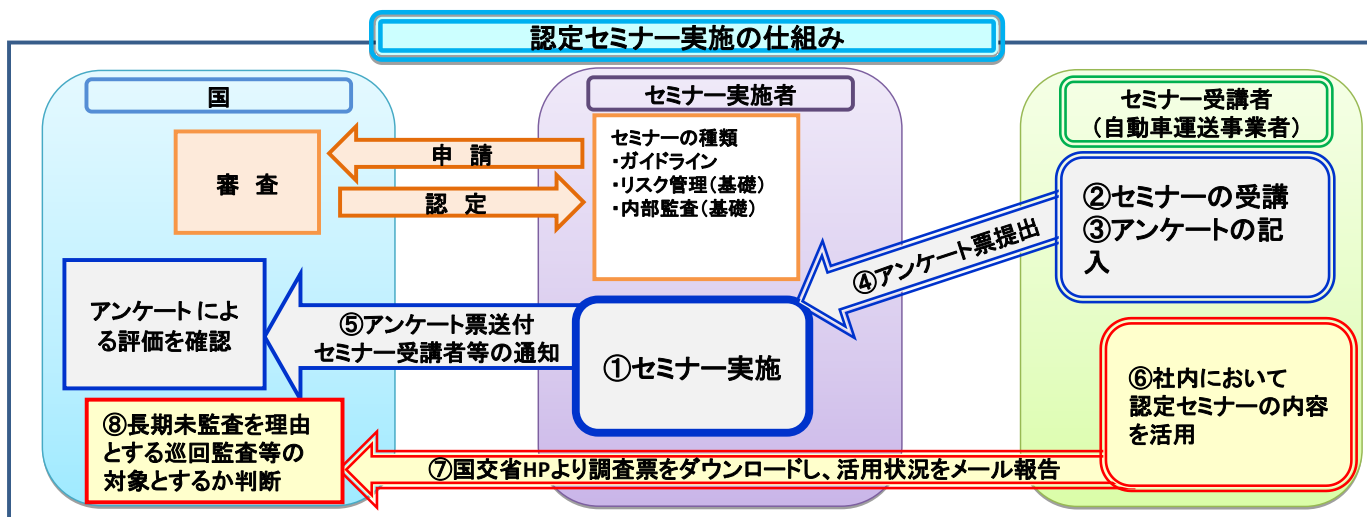 認定セミナー実施の仕組み
国
審　査
申　請
認　定
アンケートによ
る評価を確認
⑧長期未監査を理由
とする巡回監査等の
対象とするか判断
セミナー実施者
セミナーの種類
・ガイドライン
・リスク管理(基礎)
・内部監査(基礎)
①セミナー実施
⑤アンケート票送付
セミナー受講者等の通知
④アンケート票提出
⑦国交省HPより調査票をダウンロードし、活用状況をメール報告
セミナー受講者
(自動車運送事業者)
②セミナーの受講
③アンケートの記
入
⑥社内において
認定セミナーの内容
を活用